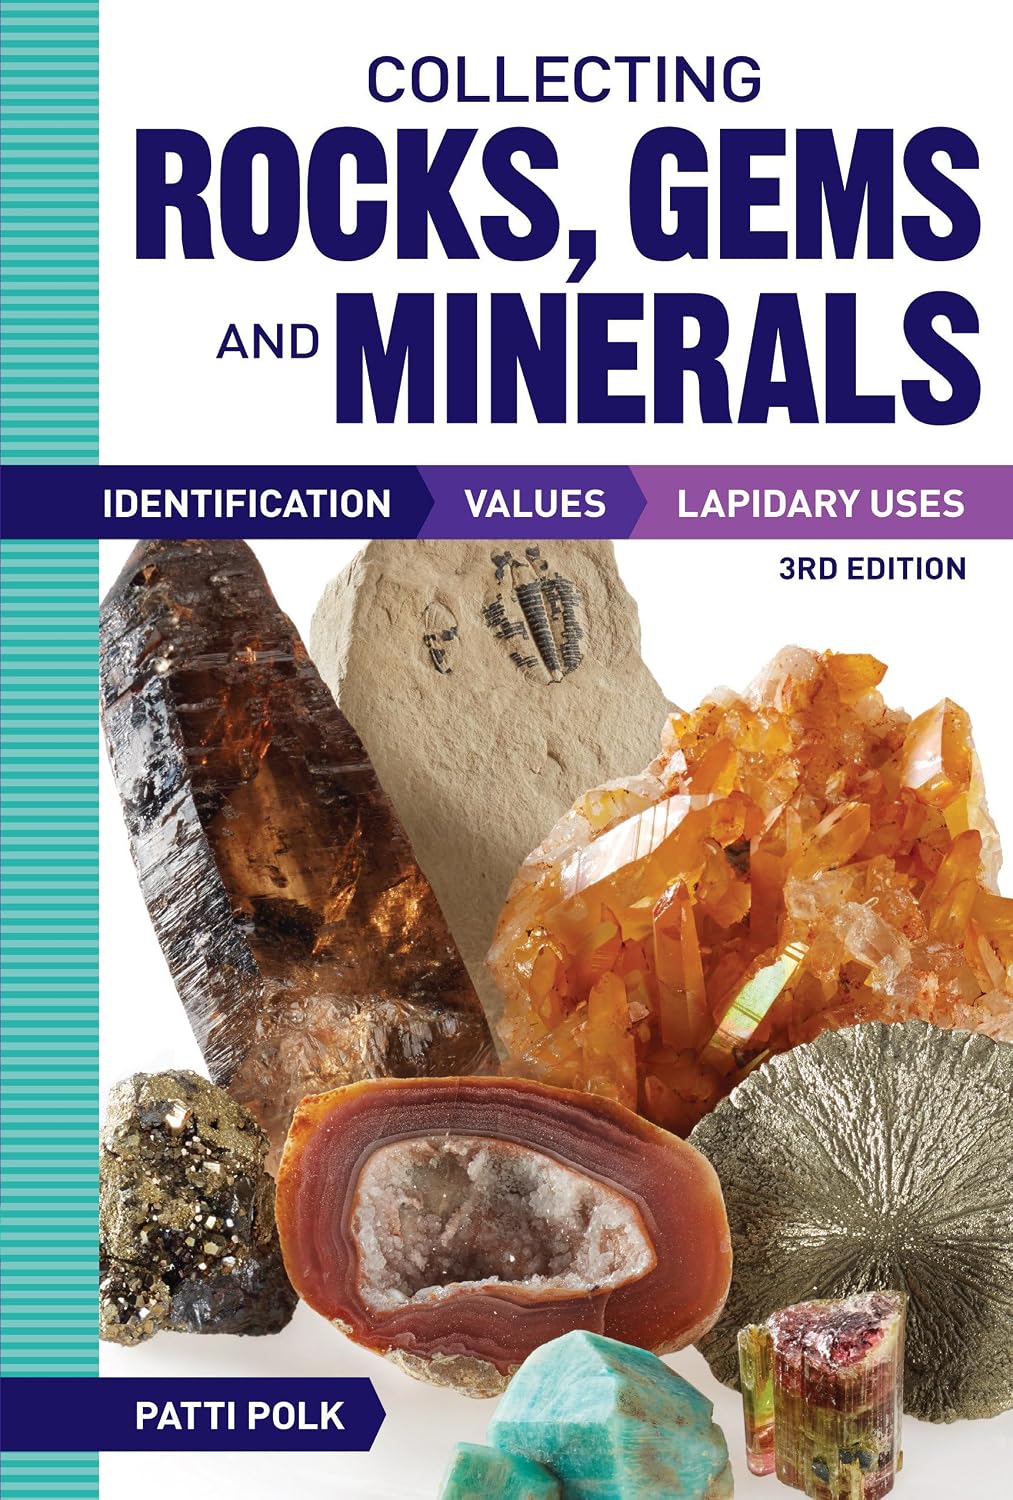 COLLECTING
ROCKS, GEMS
AND MINERALS
IDENTIFICATION VALUES LAPIDARY USES
3RD EDITION
PATTI POLK